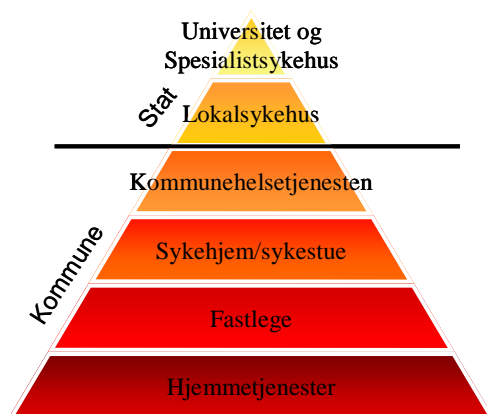 Universitet og
Spesialistsykehus
Stat
Lokalsykehus
Kommunehelsetjenesten
Kommune
Sykehjem/sykestue
Fastlege
Hjemmetjenester